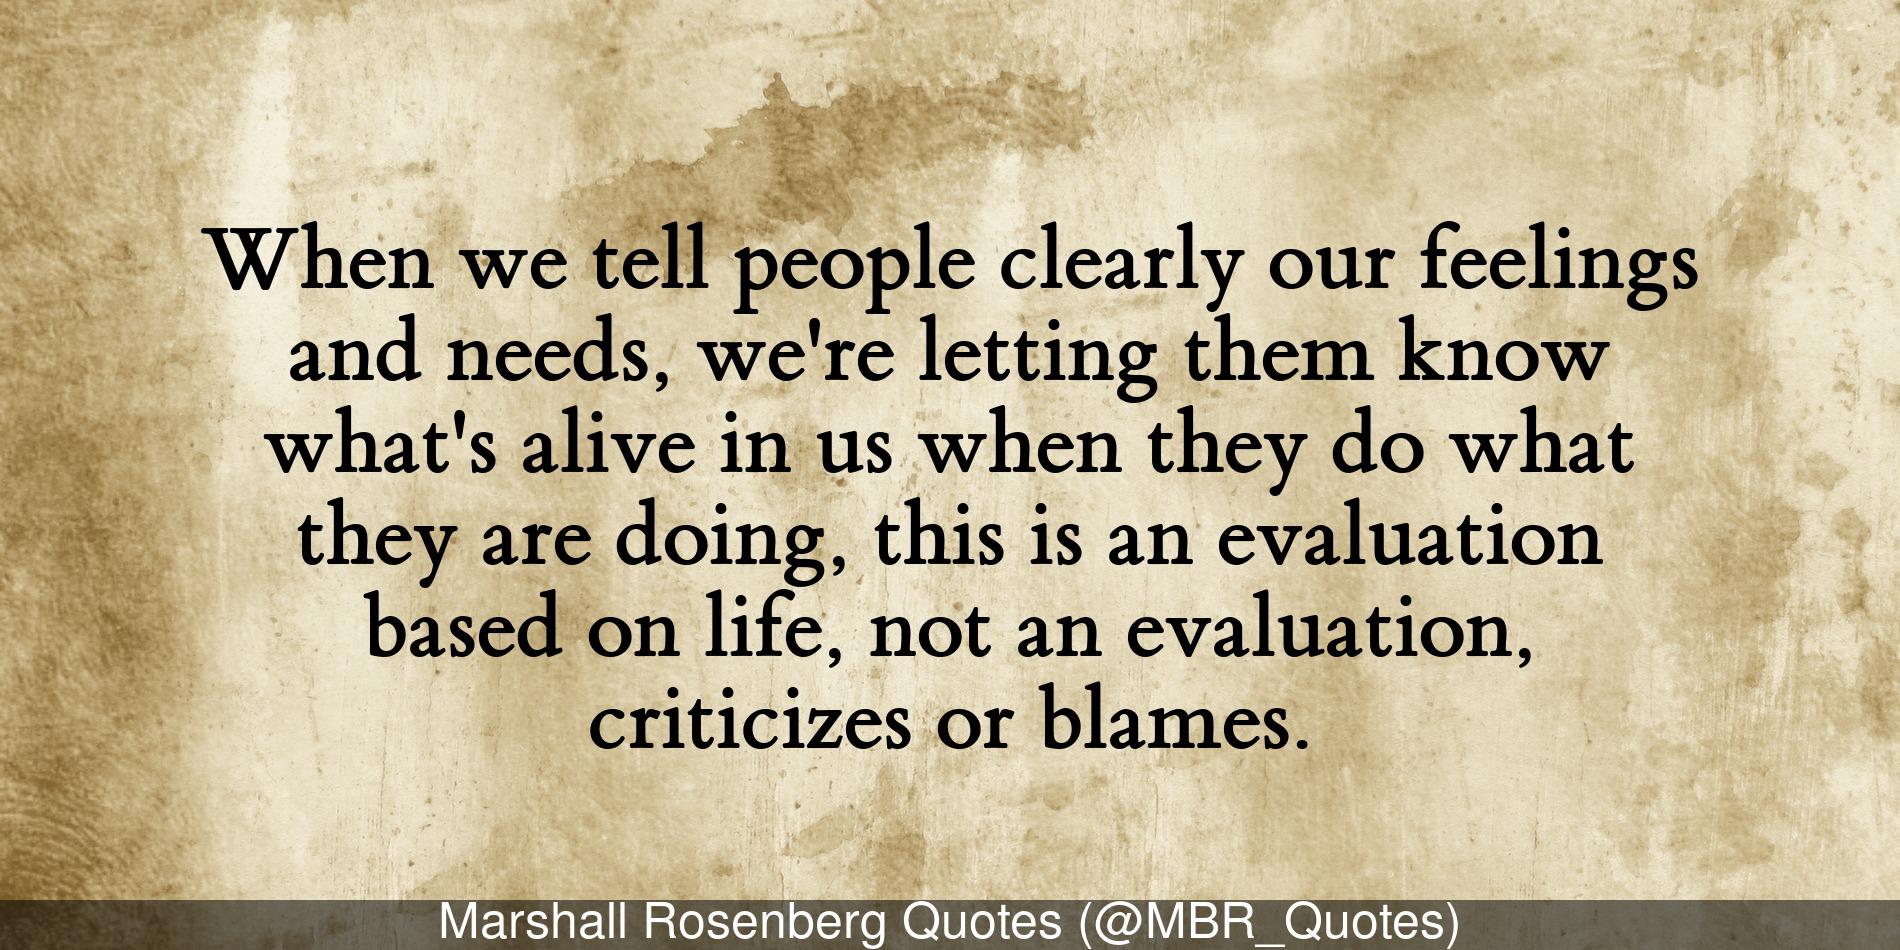 When we tell people clearly our feelings
and needs, we're letting them know
what's alive in us when they do what
they are doing, this is an evaluation
based on life, not an evaluation,
criticizes or blames.
Marshall Rosenberg Quotes (@MBR_Quotes)